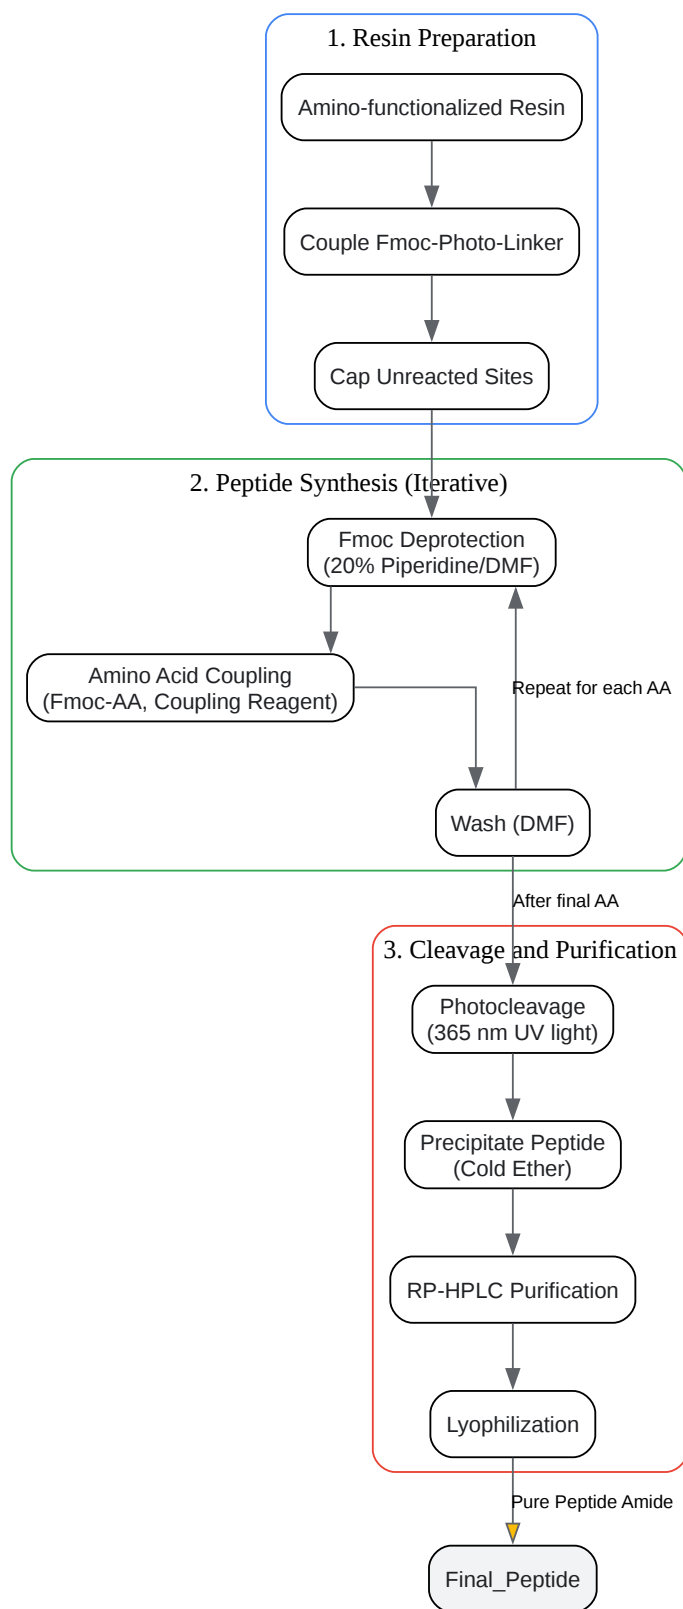 1. Resin Preparation
Amino-functionalized Resin
Couple Fmoc-Photo-Linker
Cap Unreacted Sites
2. Peptide Synthesis (Iterative)
Fmoc Deprotection
(20% Piperidine/DMF)
Amino Acid Coupling
(Fmoc-AA, Coupling Reagent)
Repeat for each AA
Wash (DMF)
After final AA
3. Cleavage and Purification
Photocleavage
(365 nm UV light)
Precipitate Peptide
(Cold Ether)
RP-HPLC Purification
Lyophilization
Pure Peptide Amide
Final_Peptide